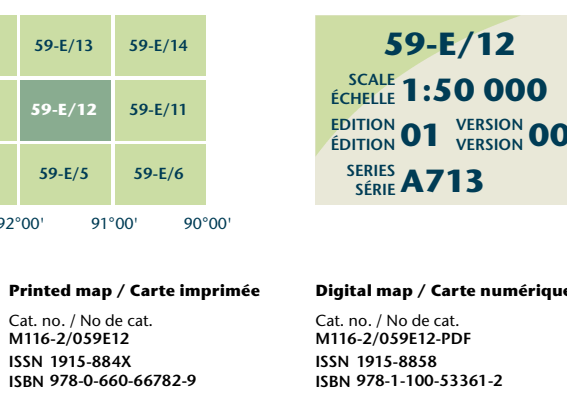 59-E/13 59-E/14
59-E/12 59-E/11
59-E/5 59-E/6
92°00' 91°00' 90°00'
59-E/12
SCALE
ÉCHELLE 1:50 000
EDITION
ÉDITION 01 VERSION
VERSION 00
SERIES
SÉRIE A713
Printed map / Carte imprimée
Cat. no. / No de cat.
M116-2/059E12
ISSN 1915-884X
ISBN 978-0-660-66782-9
Digital map / Carte numérique
Cat. no. / No de cat.
M116-2/059E12-PDF
ISSN 1915-8858
ISBN 978-1-100-53361-2